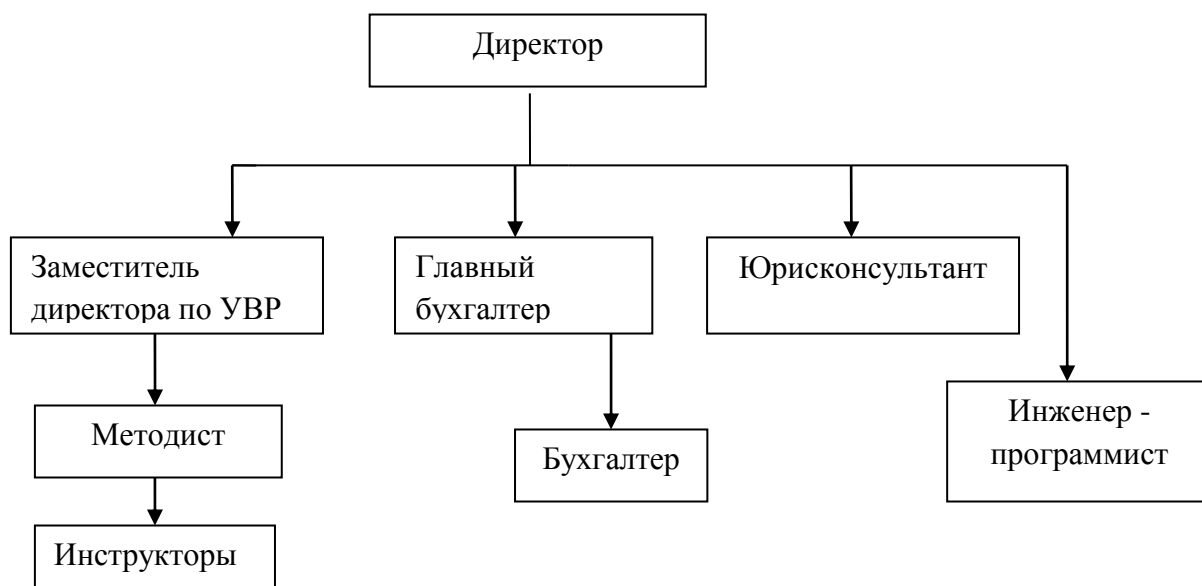 Директор
Заместитель
директора по УВР
Главный
бухгалтер
Юрисконсультант
Методист
Бухгалтер
Инженер -
программист
Инструкторы